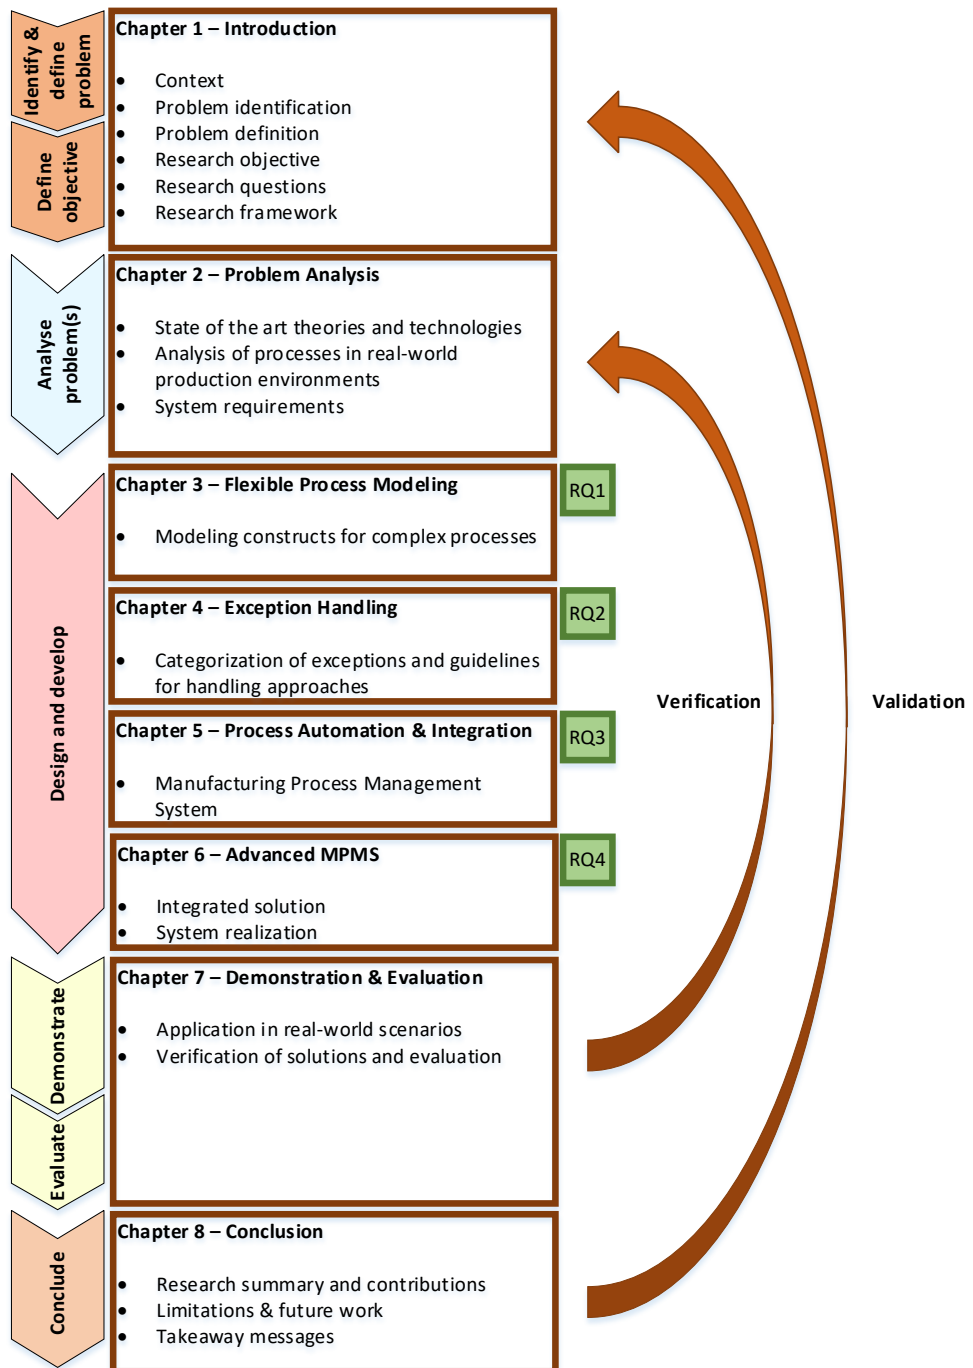 Identify &
define
problem
Define
objective
Chapter 1 – Introduction
• Context
• Problem identification
• Problem definition
• Research objective
• Research questions
• Research framework
Analyse
problem(s)
Chapter 2 – Problem Analysis
• State of the art theories and technologies
• Analysis of processes in real-world
production environments
• System requirements
Design and develop
Chapter 3 – Flexible Process Modeling
• Modeling constructs for complex processes
RQ1
Chapter 4 – Exception Handling
• Categorization of exceptions and guidelines
for handling approaches
RQ2
Chapter 5 – Process Automation & Integration
• Manufacturing Process Management
System
RQ3
Chapter 6 – Advanced MPMS
• Integrated solution
• System realization
RQ4
Verification
Validation
Demonstrate
Evaluate
Chapter 7 – Demonstration & Evaluation
• Application in real-world scenarios
• Verification of solutions and evaluation
Conclude
Chapter 8 – Conclusion
• Research summary and contributions
• Limitations & future work
• Takeaway messages